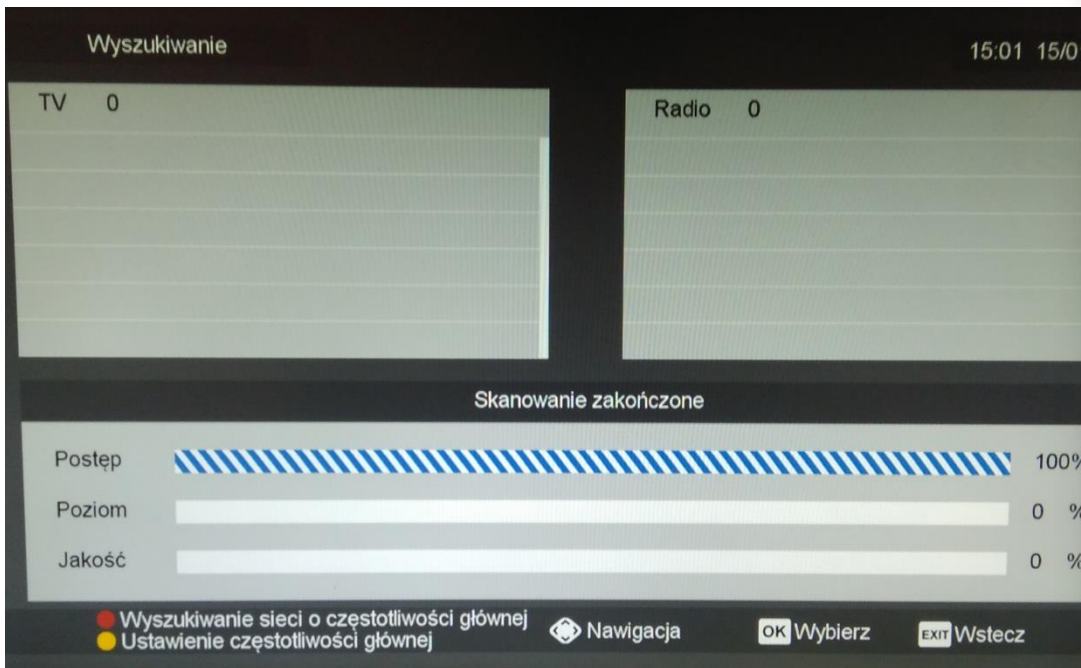 Wyszukiwanie
15:01 15/0
TV 0
Radio 0
Skanowanie zakończone
Postęp 100%
Poziom 0 %
Jakość 0 %
Wyszukiwanie sieci o częstotliwości głównej
Ustawienie częstotliwości głównej
Nawigacja
OK Wybierz
EXIT Wstecz